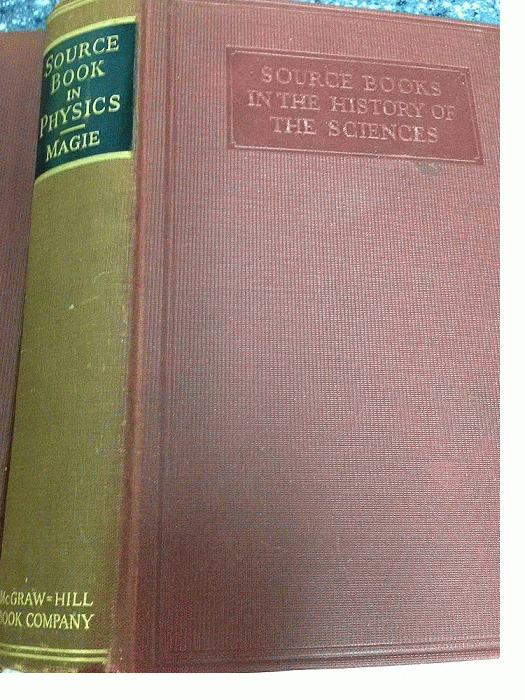 SOURCE
BOOK
IN
PHYSICS
MAGIE
SOURCE BOOKS
IN THE HISTORY OF
THE SCIENCES
McGRAW-HILL
BOOK COMPANY